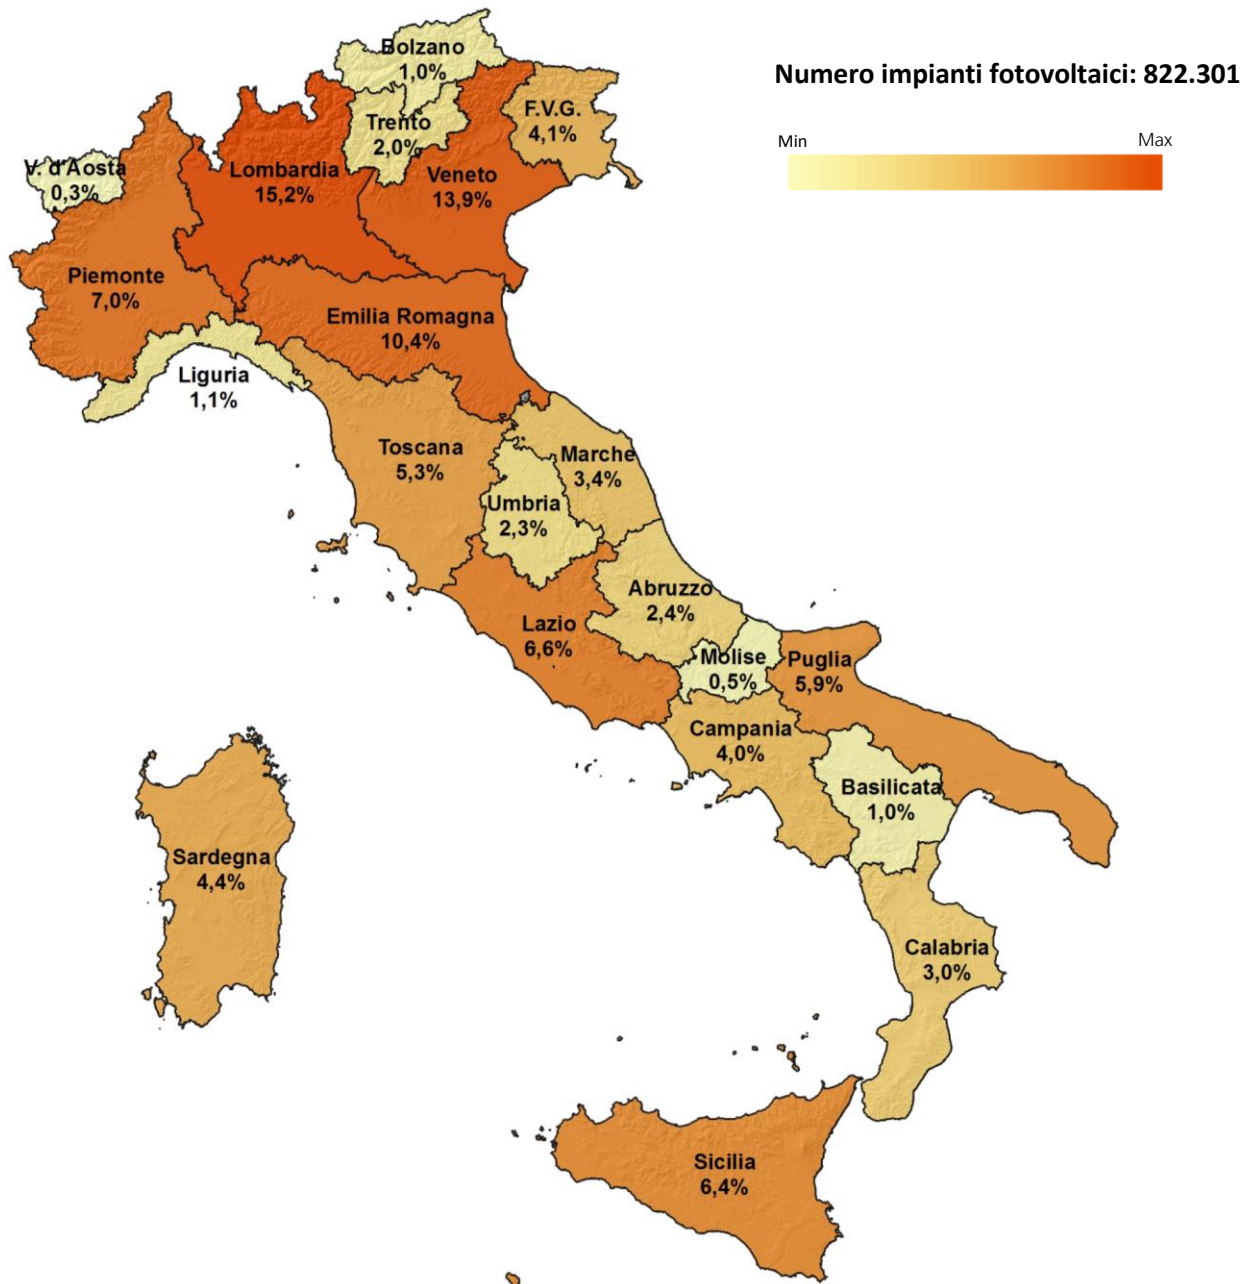 Numero impianti fotovoltaici: 822.301
Min
Max
Bolzano
1,0%
Trento
2,0%
F.V.G.
4,1%
V. d'Aosta
0,3%
Lombardia
15,2%
Veneto
13,9%
Piemonte
7,0%
Emilia Romagna
10,4%
Liguria
1,1%
Toscana
5,3%
Marche
3,4%
Umbria
2,3%
Abruzzo
2,4%
Lazio
6,6%
Molise
0,5%
Puglia
5,9%
Campania
4,0%
Basilicata
1,0%
Sardegna
4,4%
Calabria
3,0%
Sicilia
6,4%